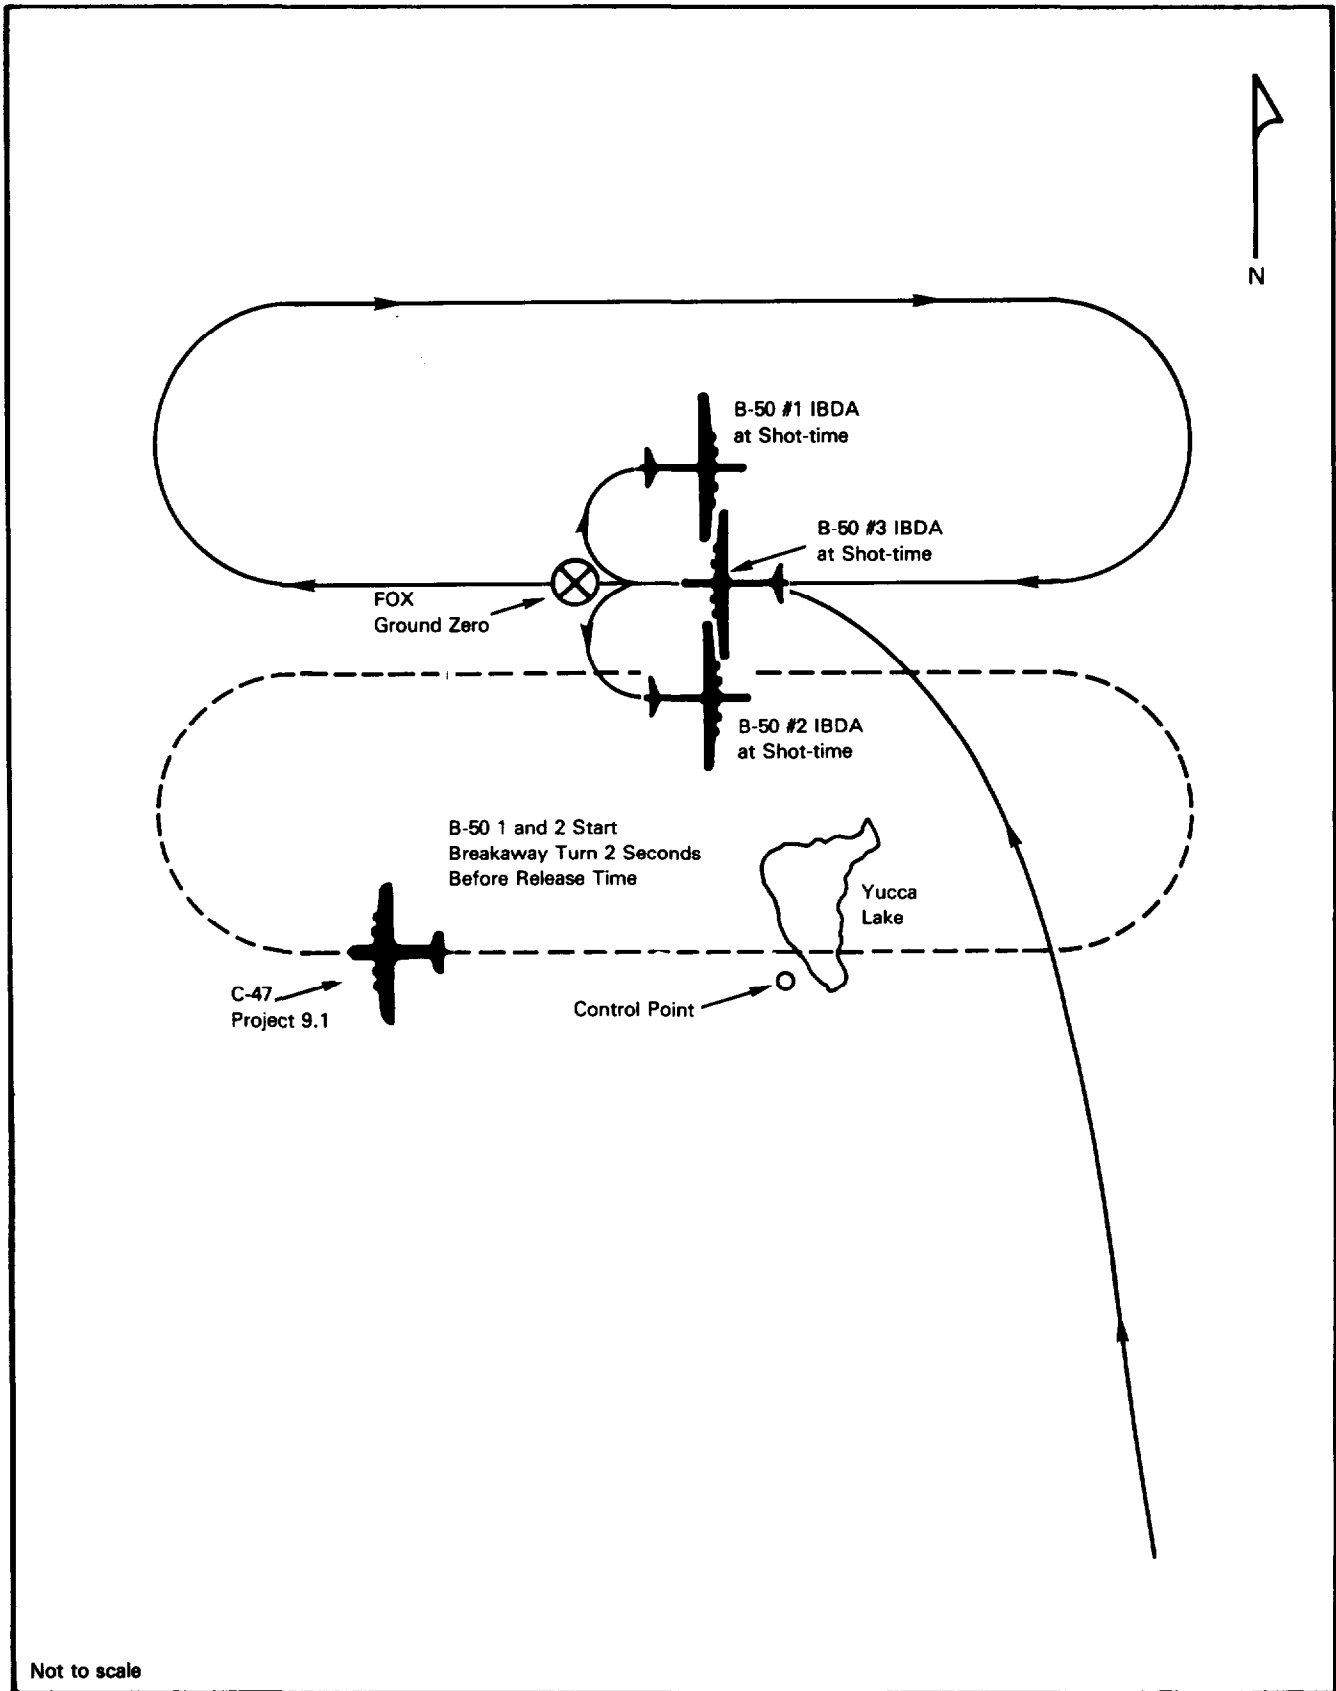 N
B-50 #1 IBDA
at Shot-time
B-50 #3 IBDA
at Shot-time
FOX
Ground Zero
B-50 #2 IBDA
at Shot-time
B-50 1 and 2 Start
Breakaway Turn 2 Seconds
Before Release Time
Yucca
Lake
C-47
Project 9.1
Control Point
Not to scale